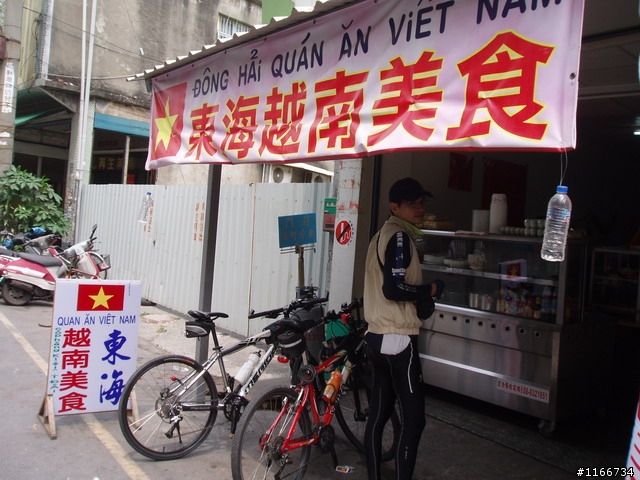 ĐÔNG HẢI QUÁN ĂN VIỆT NAM
東海越南美食
QUAN ĂN VIỆT NAM
越南美食
東海
#1166734